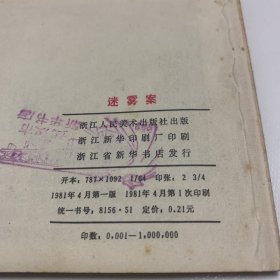 迷雾案
浙江人民美术出版社出版
浙江新华印刷厂印刷
浙江省新华书店发行
开本：787×1092 1/64 印张：2 3/4
1981年4月第一版 1981年4月第1次印刷
统一书号：8156·51 定价：0.21元
印数：0,001—1,000,000